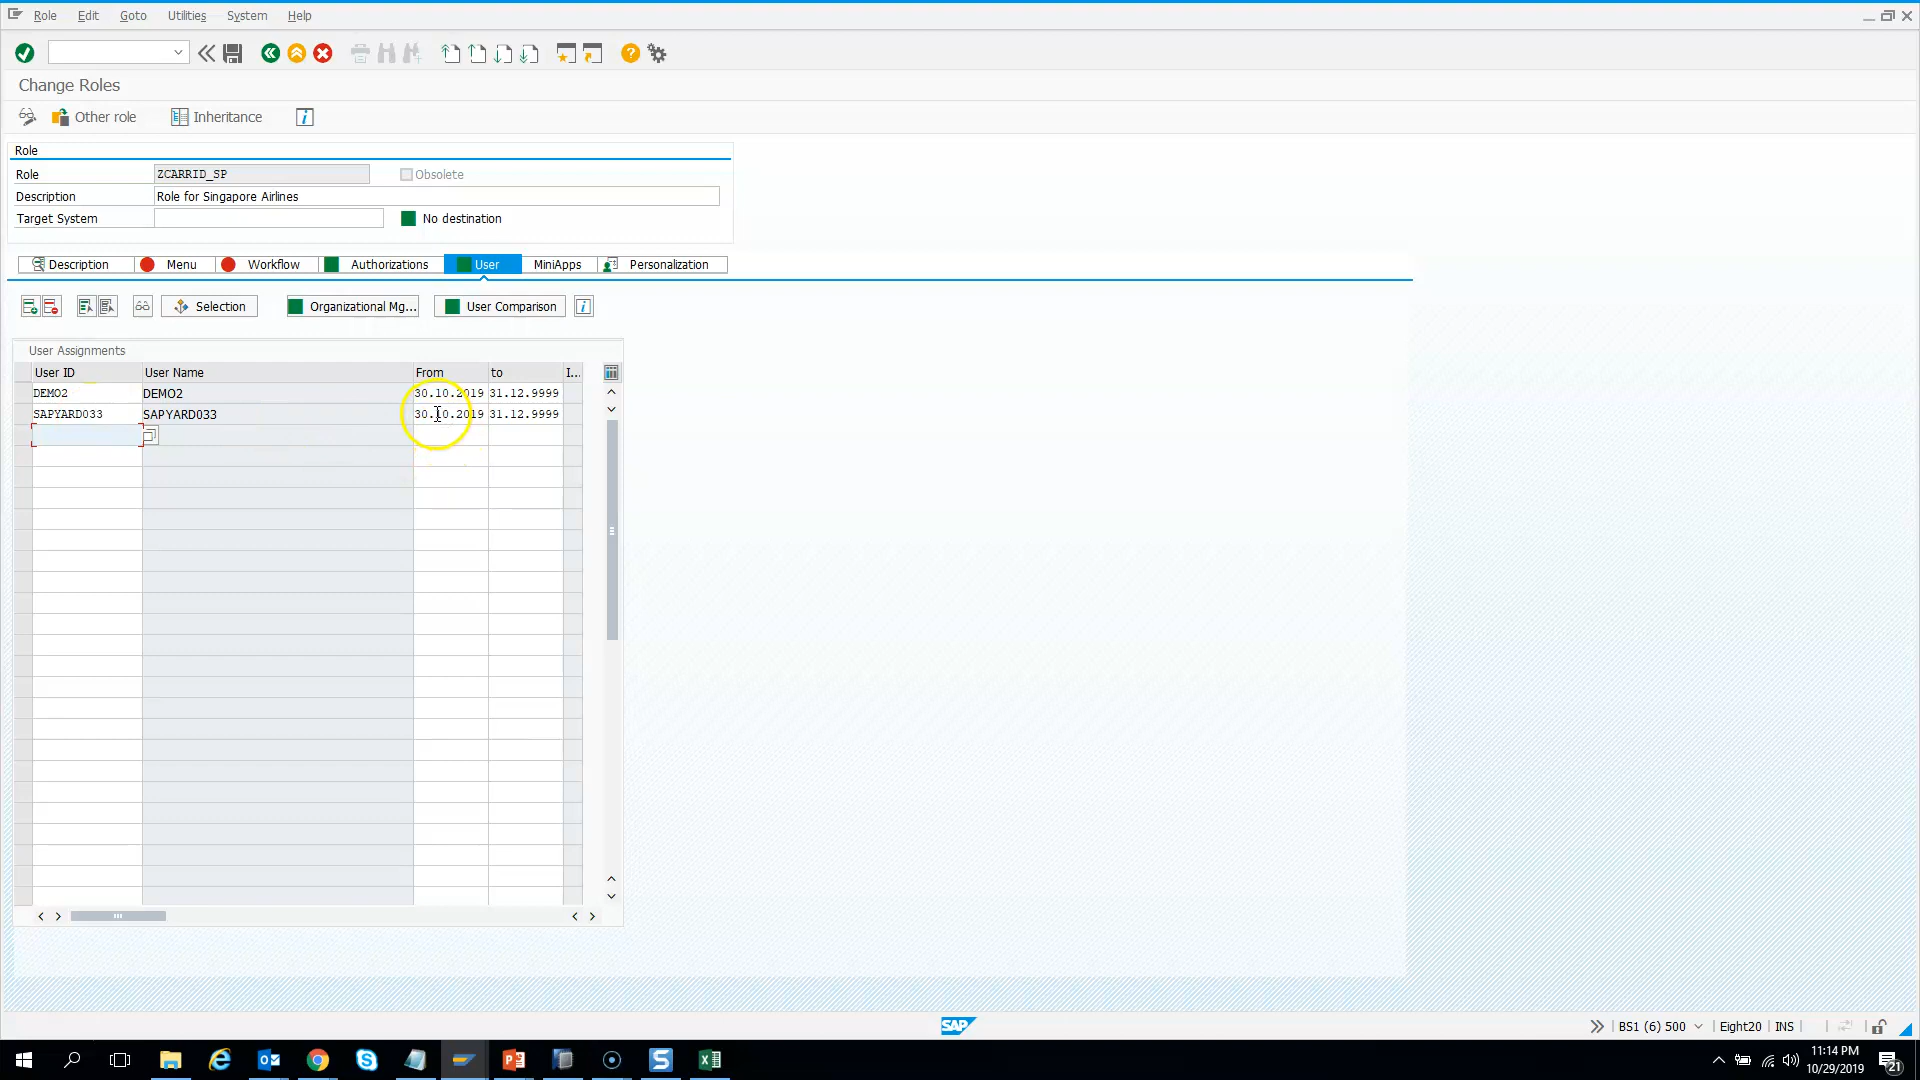 Role Edit Goto Utilities System Help
Change Roles
Other role Inheritance
Role
Role ZCARRID_SP Obsolete
Description Role for Singapore Airlines
Target System No destination
Description Menu Workflow Authorizations User MiniApps Personalization
Selection Organizational Mg... User Comparison
User Assignments
User ID User Name From to I...
DEMO2 DEMO2 30.10.2019 31.12.9999
SAPYARD033 SAPYARD033 30.10.2019 31.12.9999
SAP BS1 (6) 500 Eight20 INS
11:14 PM
10/29/2019 21